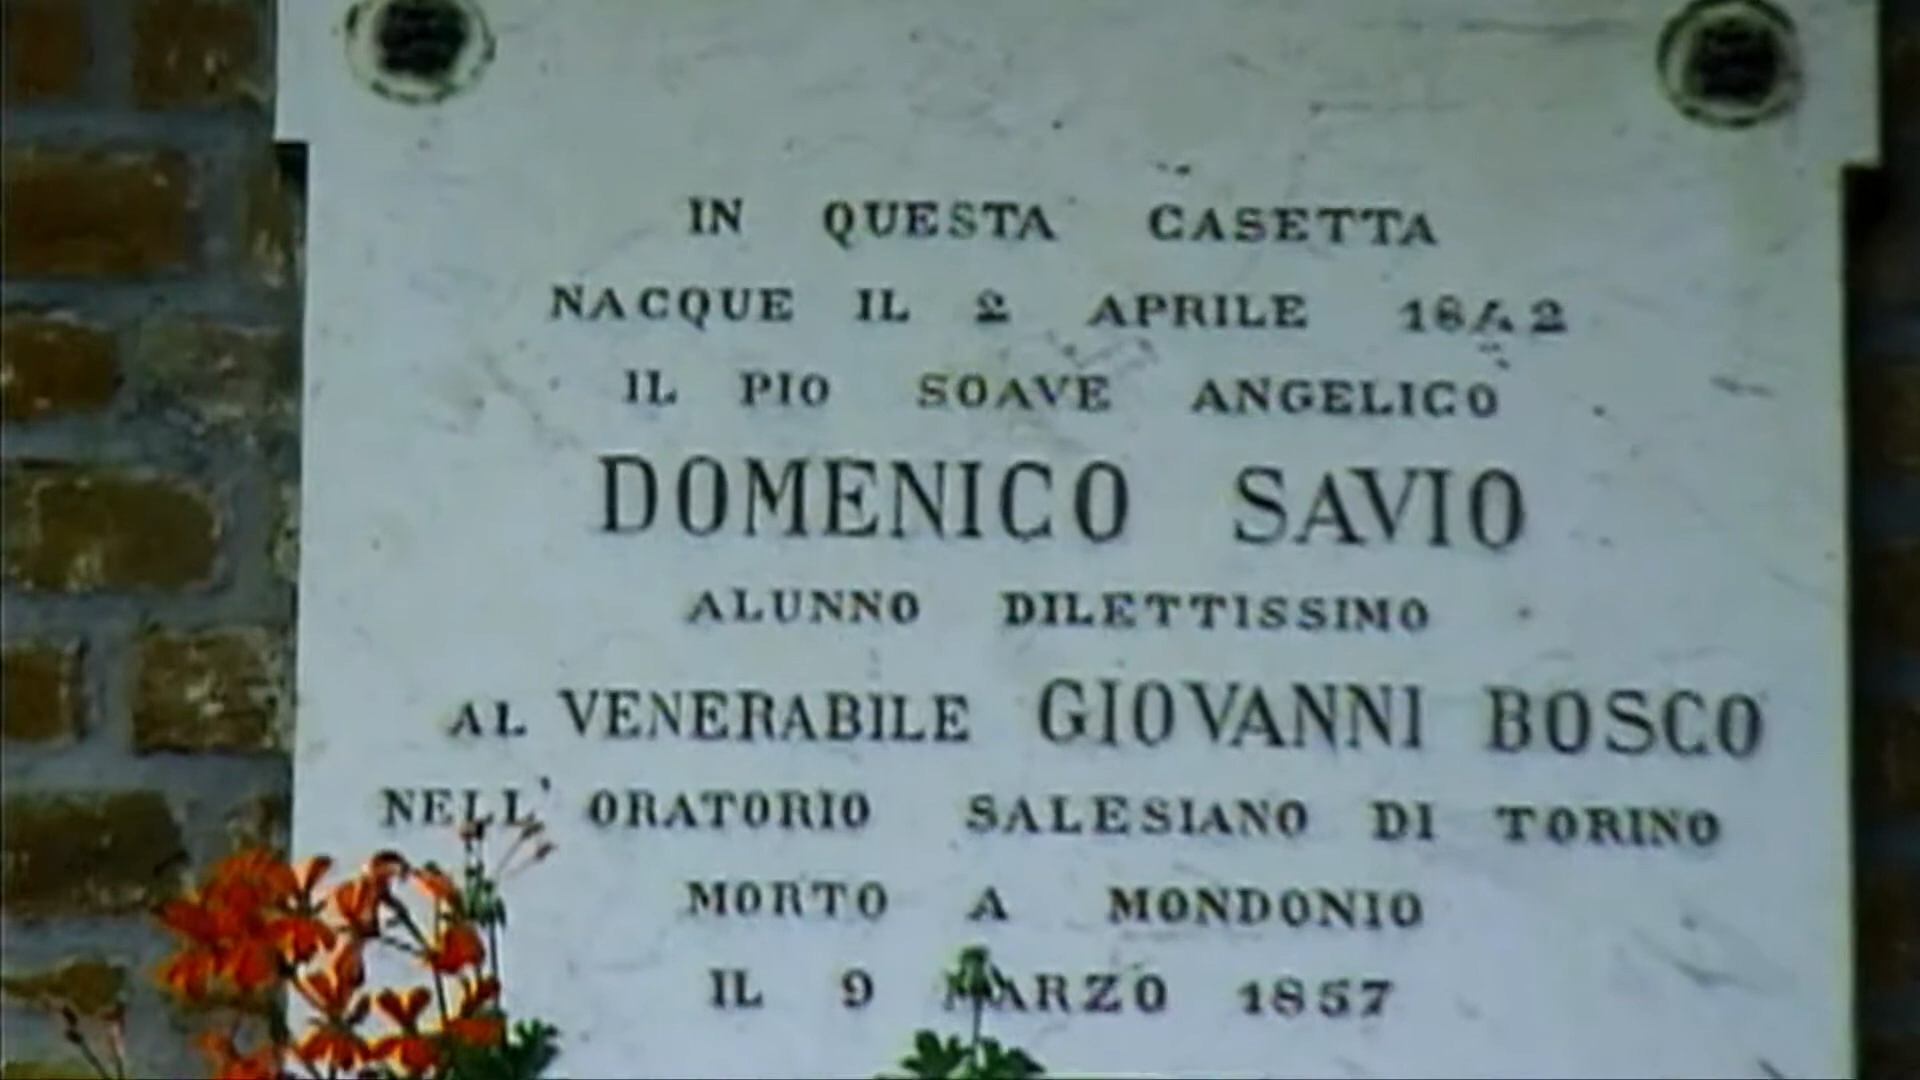 IN QUESTA CASETTA
NACQUE IL 2 APRILE 1842
IL PIO SOAVE ANGELICO
DOMENICO SAVIO
ALUNNO DILETTISSIMO
AL VENERABILE GIOVANNI BOSCO
NELL' ORATORIO SALESIANO DI TORINO
MORTO A MONDONIO
IL 9 MARZO 1857